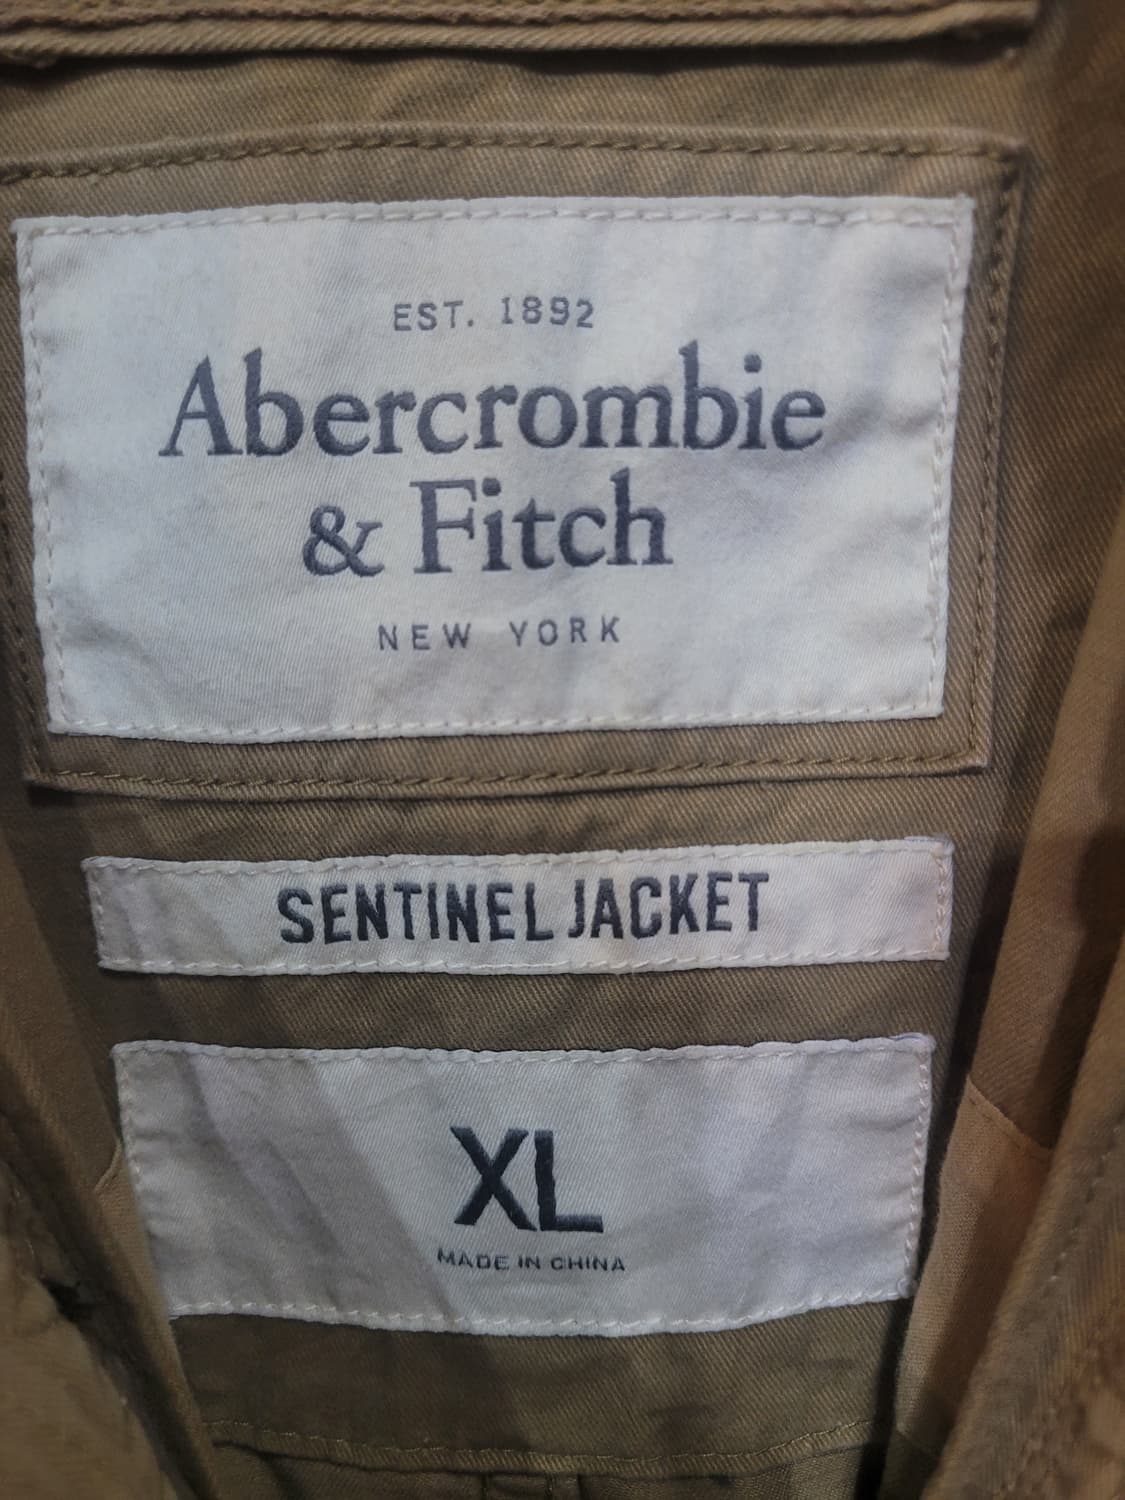 EST. 1892
Abercrombie
& Fitch
NEW YORK
SENTINEL JACKET
XL
MADE IN CHINA